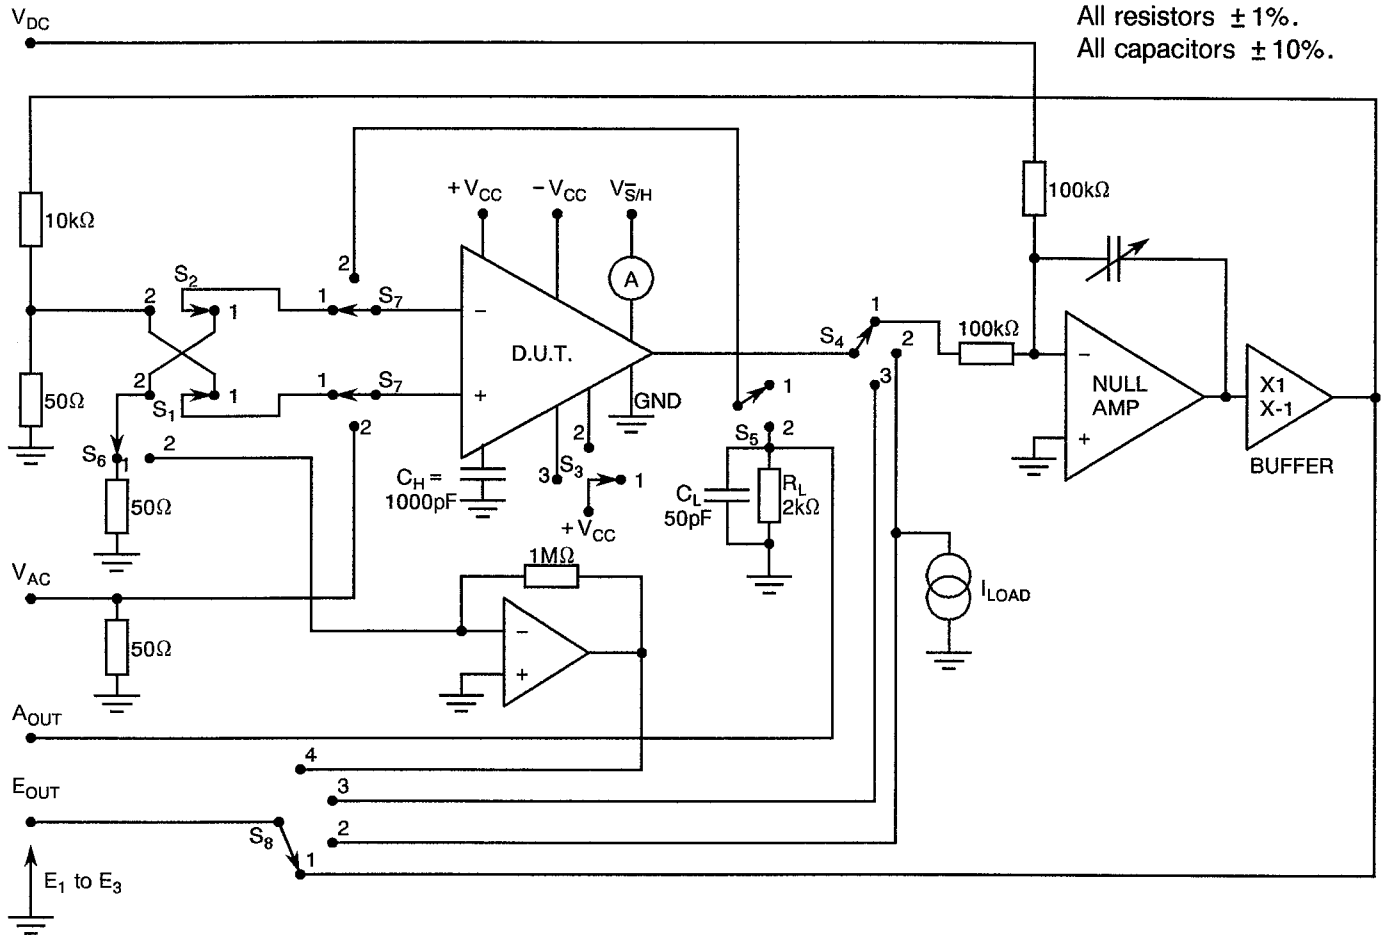 V_DC
All resistors ± 1%.
All capacitors ± 10%.
+V_CC
−V_CC
V_S̅/H
100kΩ
10kΩ
2
A
S_2
2
1
1
S_7
−
1
S_4
100kΩ
2
D.U.T.
3
−
NULL
AMP
+
X1
X-1
BUFFER
2
S_1
1
1
S_7
+
GND
1
50Ω
2
2
S_5
2
S_6
1
2
3
S_3
1
C_H =
1000pF
+V_CC
C_L
50pF
R_L
2kΩ
50Ω
1MΩ
V_AC
I_LOAD
−
+
50Ω
A_OUT
4
E_OUT
3
S_8
2
1
E_1 to E_3